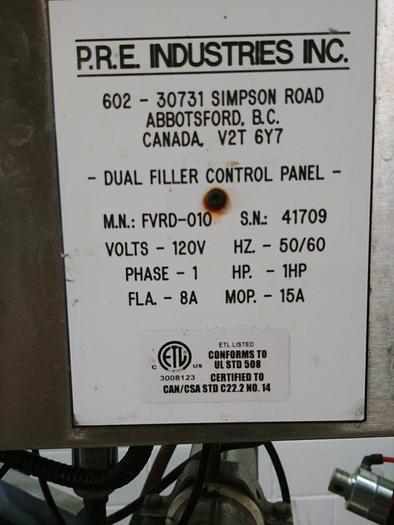 P.R.E. INDUSTRIES INC.
602 - 30731 SIMPSON ROAD
ABBOTSFORD, B.C.
CANADA, V2T 6Y7
- DUAL FILLER CONTROL PANEL -
M.N.: FVRD-010 S.N.: 41709
VOLTS - 120V HZ. - 50/60
PHASE - 1 HP. - 1HP
FLA. - 8A MOP. - 15A
ETL LISTED
CONFORMS TO
UL STD 508
C ETL US
3008123 CERTIFIED TO
CAN/CSA STD C22.2 NO. 14